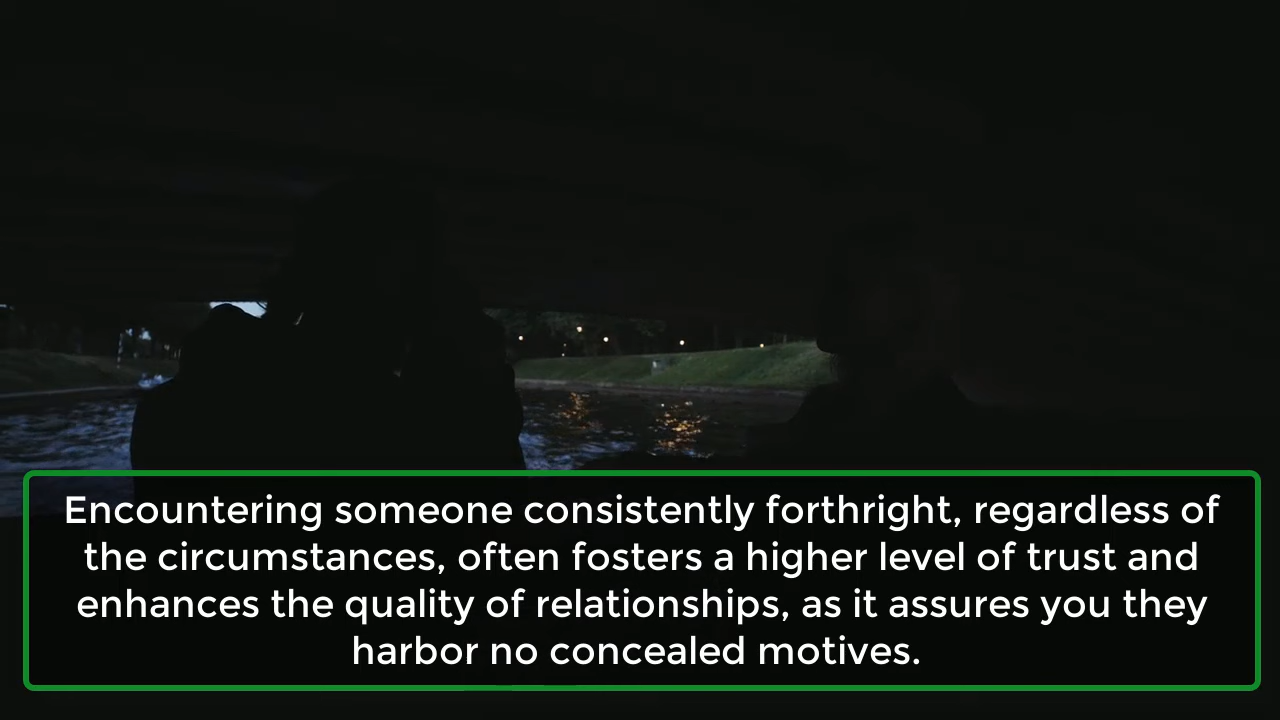 Encountering someone consistently forthright, regardless of
the circumstances, often fosters a higher level of trust and
enhances the quality of relationships, as it assures you they
harbor no concealed motives.